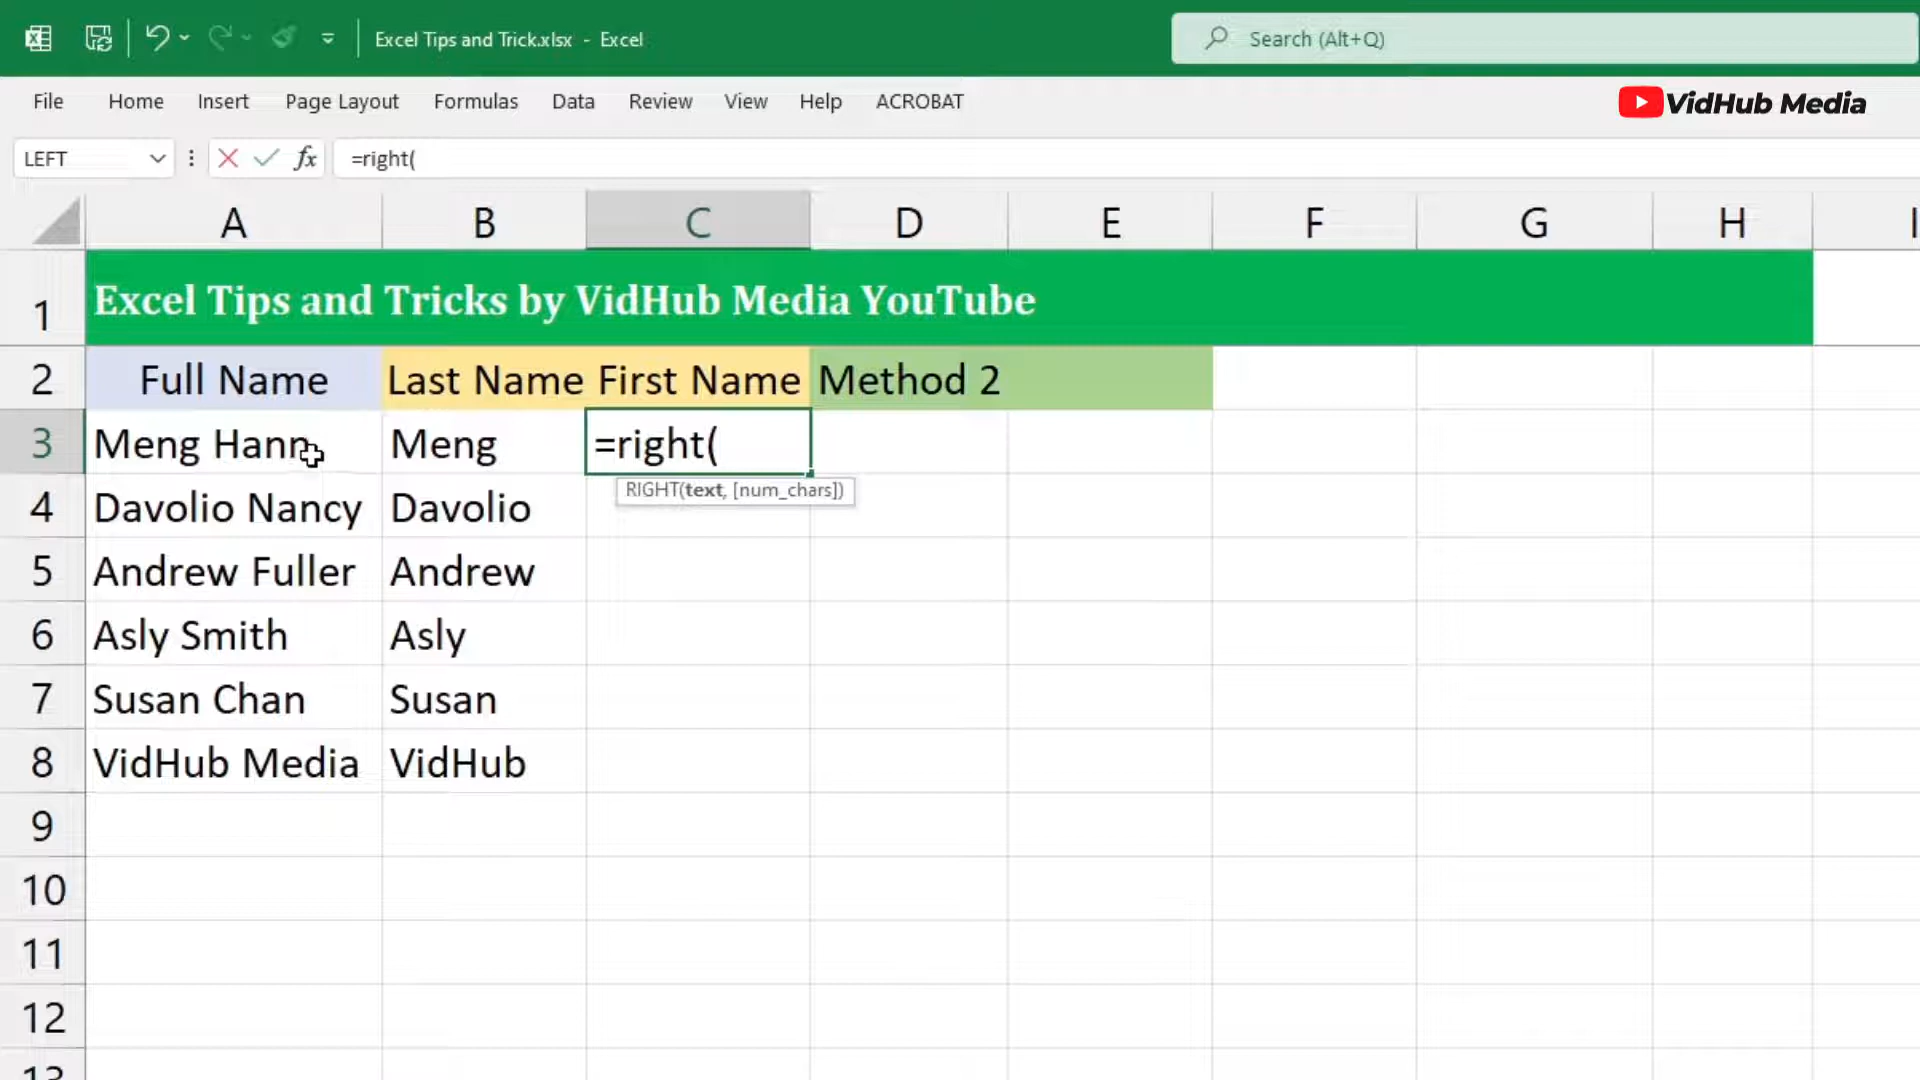 Excel Tips and Trick.xlsx - Excel
Search (Alt+Q)
File Home Insert Page Layout Formulas Data Review View Help ACROBAT
VidHub Media
LEFT fx =right(
A B C D E F G H I
1 Excel Tips and Tricks by VidHub Media YouTube
2 Full Name Last Name First Name Method 2
3 Meng Hann Meng =right(
RIGHT(text, [num_chars])
4 Davolio Nancy Davolio
5 Andrew Fuller Andrew
6 Asly Smith Asly
7 Susan Chan Susan
8 VidHub Media VidHub
9
10
11
12
13